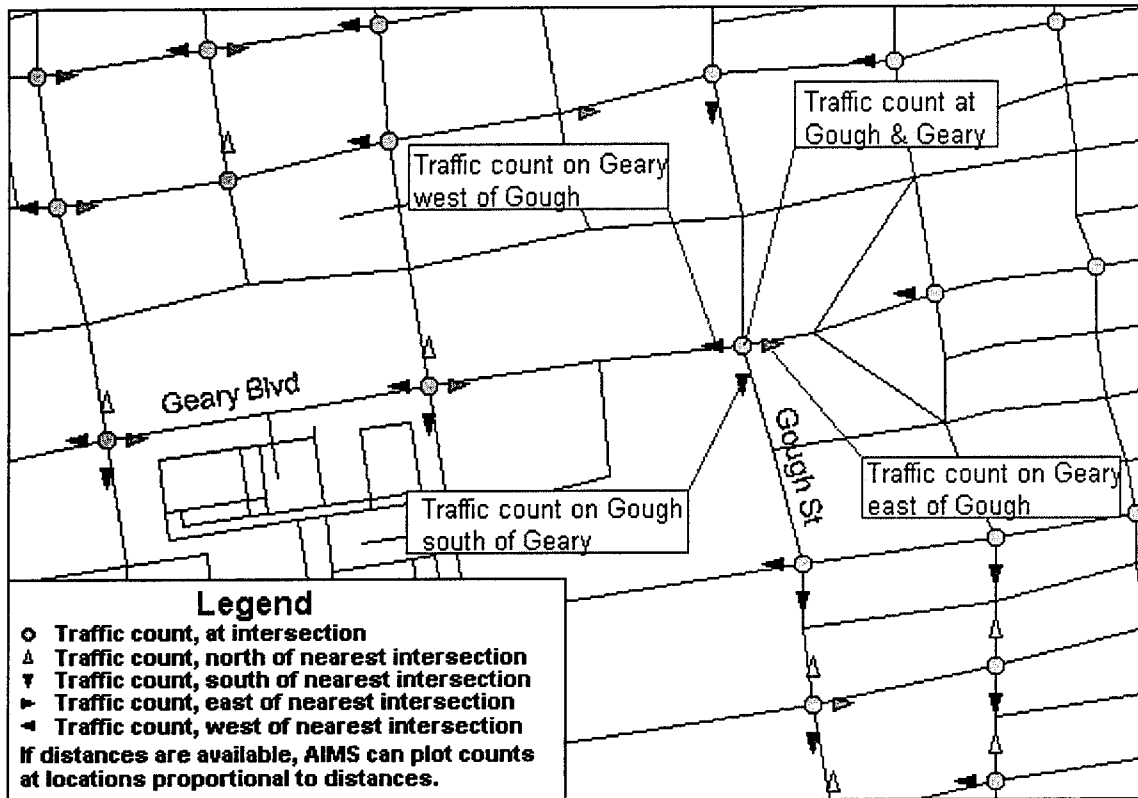 Traffic count at
Gough & Geary
Traffic count on Geary
west of Gough
Geary Blvd
Gough St
Traffic count on Geary
east of Gough
Traffic count on Gough
south of Geary
Legend
Traffic count, at intersection
Traffic count, north of nearest intersection
Traffic count, south of nearest intersection
Traffic count, east of nearest intersection
Traffic count, west of nearest intersection
If distances are available, AIMS can plot counts
at locations proportional to distances.